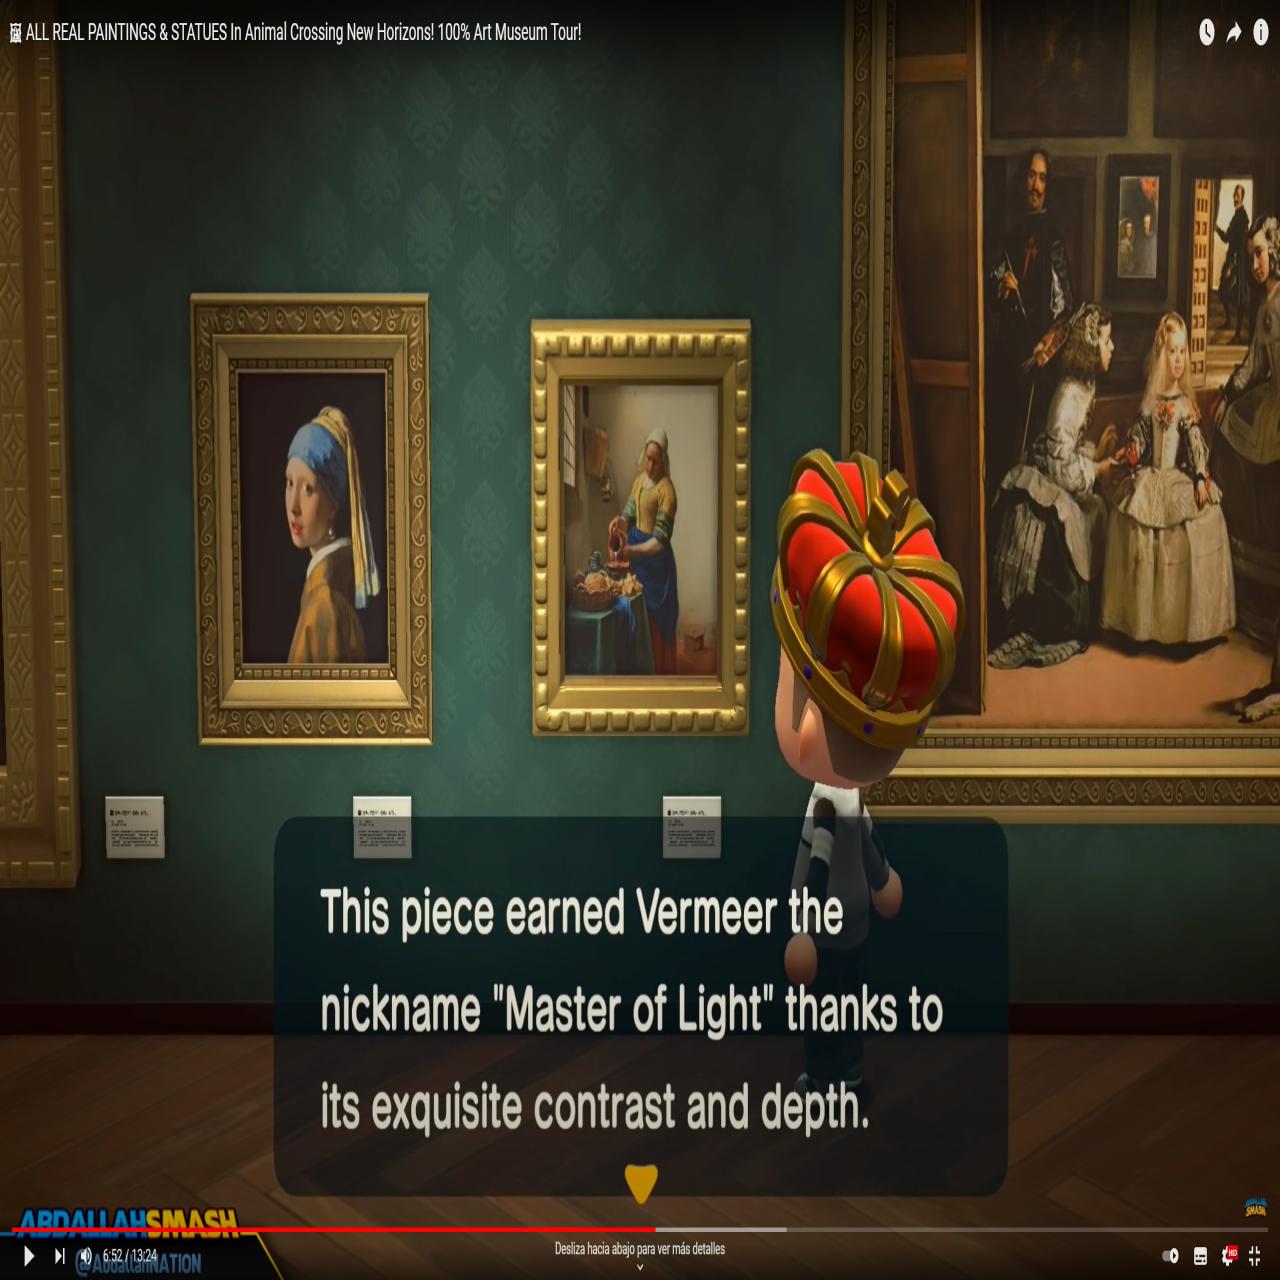 ALL REAL PAINTINGS & STATUES In Animal Crossing New Horizons! 100% Art Museum Tour!
This piece earned Vermeer the
nickname "Master of Light" thanks to
its exquisite contrast and depth.
ABDALLAHSMASH
@AbdallahNATION
ABDALLAH
SMASH
6:52 / 13:24
Desliza hacia abajo para ver más detalles
HD